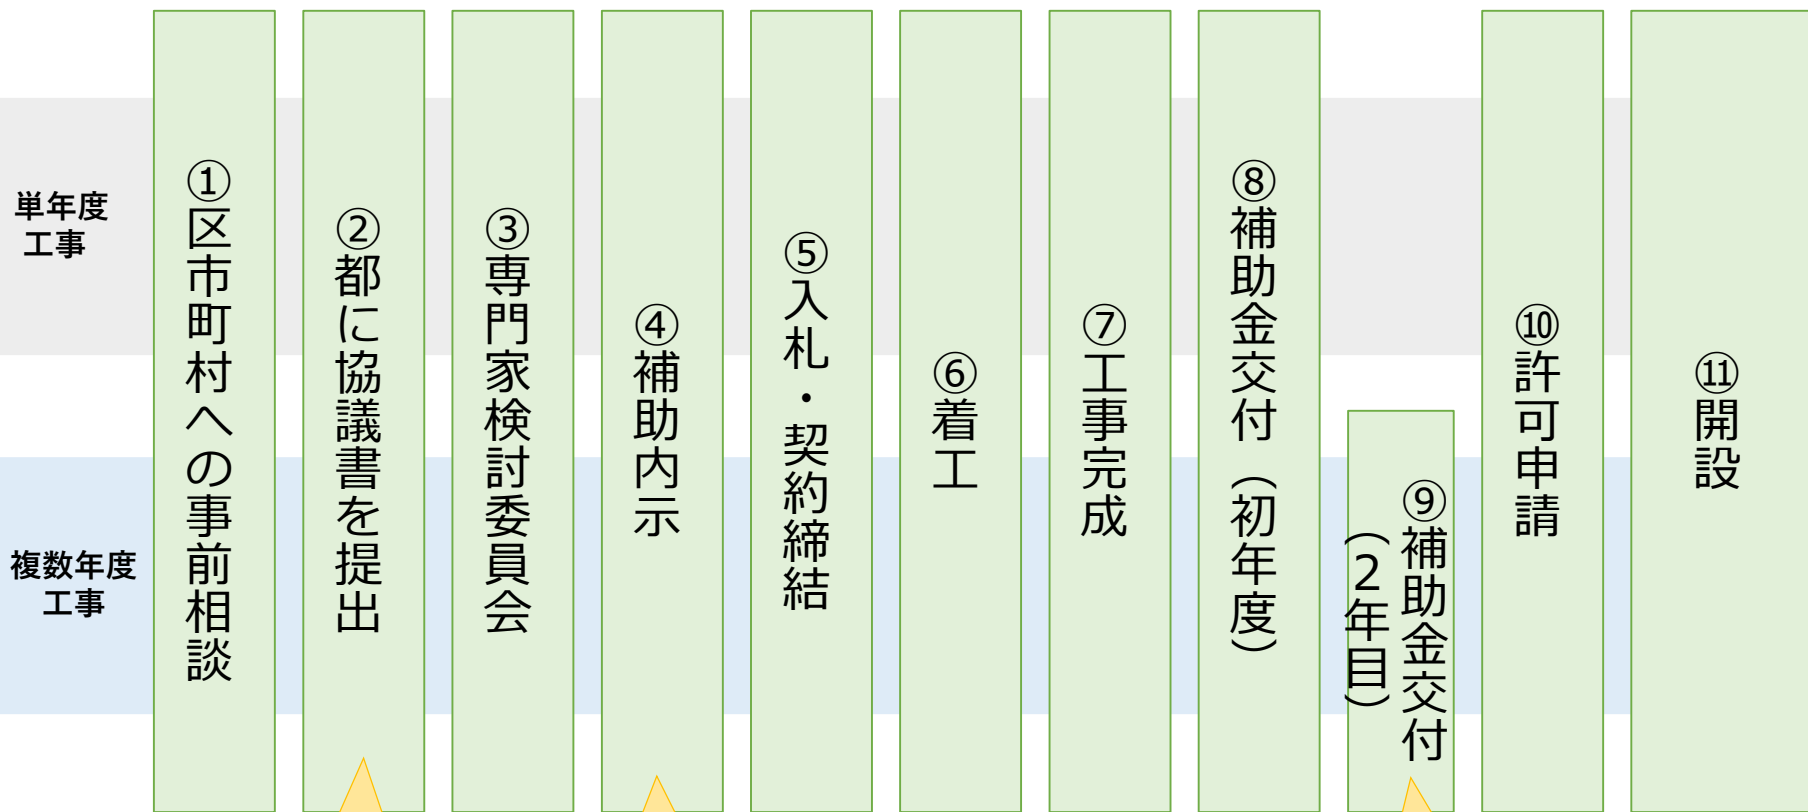 単年度
工事
複数年度
工事
①区市町村への事前相談
②都に協議書を提出
③専門家検討委員会
④補助内示
⑤入札・契約締結
⑥着工
⑦工事完成
⑧補助金交付（初年度）
⑨補助金交付
（２年目）
⑩許可申請
⑪開設